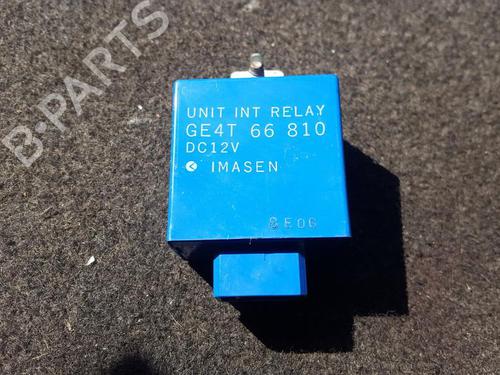 B-PARTS
UNIT INT RELAY
GE4T 66 810
DC12V
IMASEN
8E06